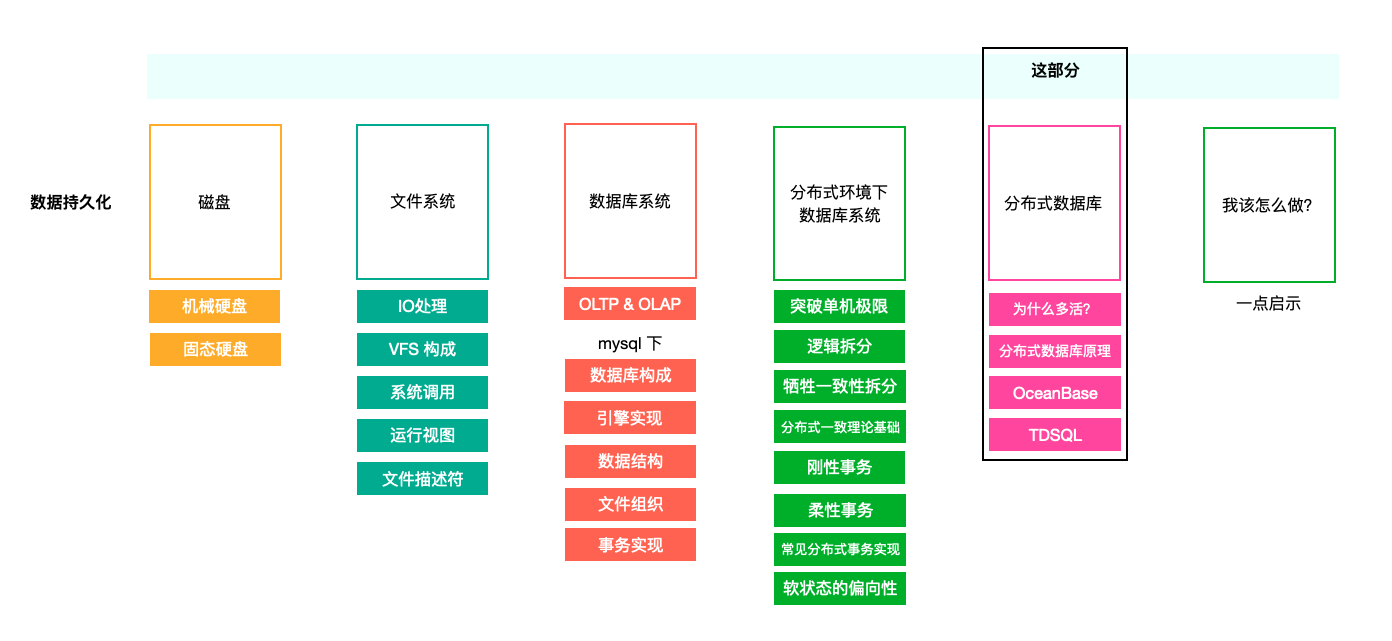 这部分
数据持久化
磁盘
机械硬盘
固态硬盘
文件系统
IO处理
VFS 构成
系统调用
运行视图
文件描述符
数据库系统
OLTP & OLAP
mysql 下
数据库构成
引擎实现
数据结构
文件组织
事务实现
分布式环境下
数据库系统
突破单机极限
逻辑拆分
牺牲一致性拆分
分布式一致理论基础
刚性事务
柔性事务
常见分布式事务实现
软状态的偏向性
分布式数据库
为什么多活?
分布式数据库原理
OceanBase
TDSQL
我该怎么做?
一点启示